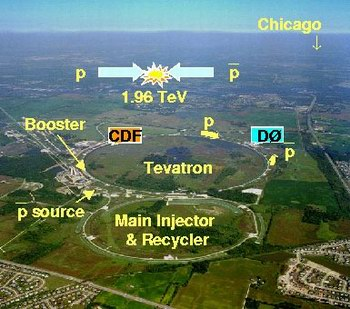 Chicago
p p̅
1.96 TeV
Booster
CDF
p
DØ
p̅
Tevatron
p̅ source
Main Injector
& Recycler